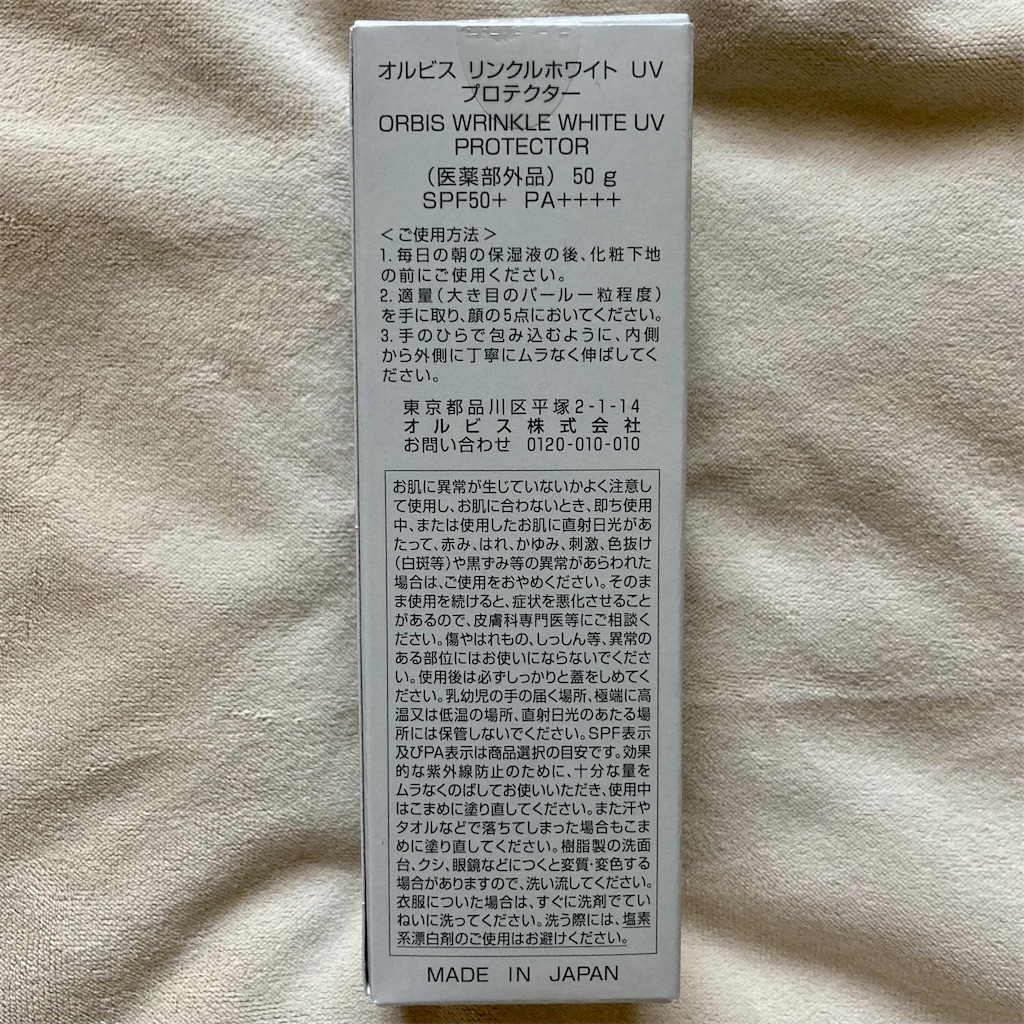 オルビス リンクルホワイト UV
プロテクター
ORBIS WRINKLE WHITE UV
PROTECTOR
（医薬部外品） 50 g
SPF50+ PA++++
＜ご使用方法＞
1. 毎日の朝の保湿液の後、化粧下地
の前にご使用ください。
2. 適量（大き目のパール一粒程度）
を手に取り、顔の5点においてください。
3. 手のひらで包み込むように、内側
から外側に丁寧にムラなく伸ばしてく
ださい。
東京都品川区平塚2-1-14
オルビス株式会社
お問い合わせ 0120-010-010
お肌に異常が生じていないかよく注意し
て使用し、お肌に合わないとき、即ち使用
中、または使用したお肌に直射日光があ
たって、赤み、はれ、かゆみ、刺激、色抜け
（白斑等）や黒ずみ等の異常があらわれた
場合は、ご使用をおやめください。そのま
ま使用を続けると、症状を悪化させること
があるので、皮膚科専門医等にご相談く
ださい。傷やはれもの、しっしん等、異常の
ある部位にはお使いにならないでくださ
い。使用後は必ずしっかりと蓋をしめてく
ださい。乳幼児の手の届く場所、極端に高
温又は低温の場所、直射日光のあたる場
所には保管しないでください。SPF表示
及びPA表示は商品選択の目安です。効果
的な紫外線防止のために、十分な量を
ムラなくのばしてお使いいただき、使用中
はこまめに塗り直してください。また汗や
タオルなどで落ちてしまった場合もこま
めに塗り直してください。樹脂製の洗面
台、クシ、眼鏡などにつくと変質・変色する
場合がありますので、洗い流してください。
衣服についた場合は、すぐに洗剤でてい
ねいに洗ってください。洗う際には、塩素
系漂白剤のご使用はお避けください。
MADE IN JAPAN